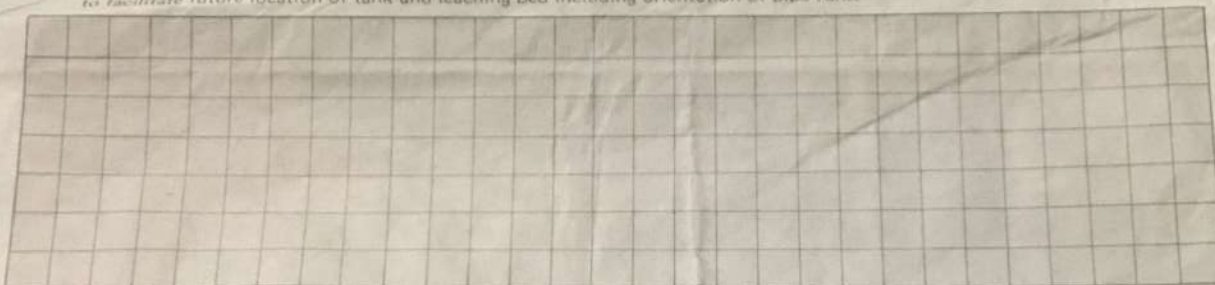 to facilitate future location of tank and leaching bed including orientation of